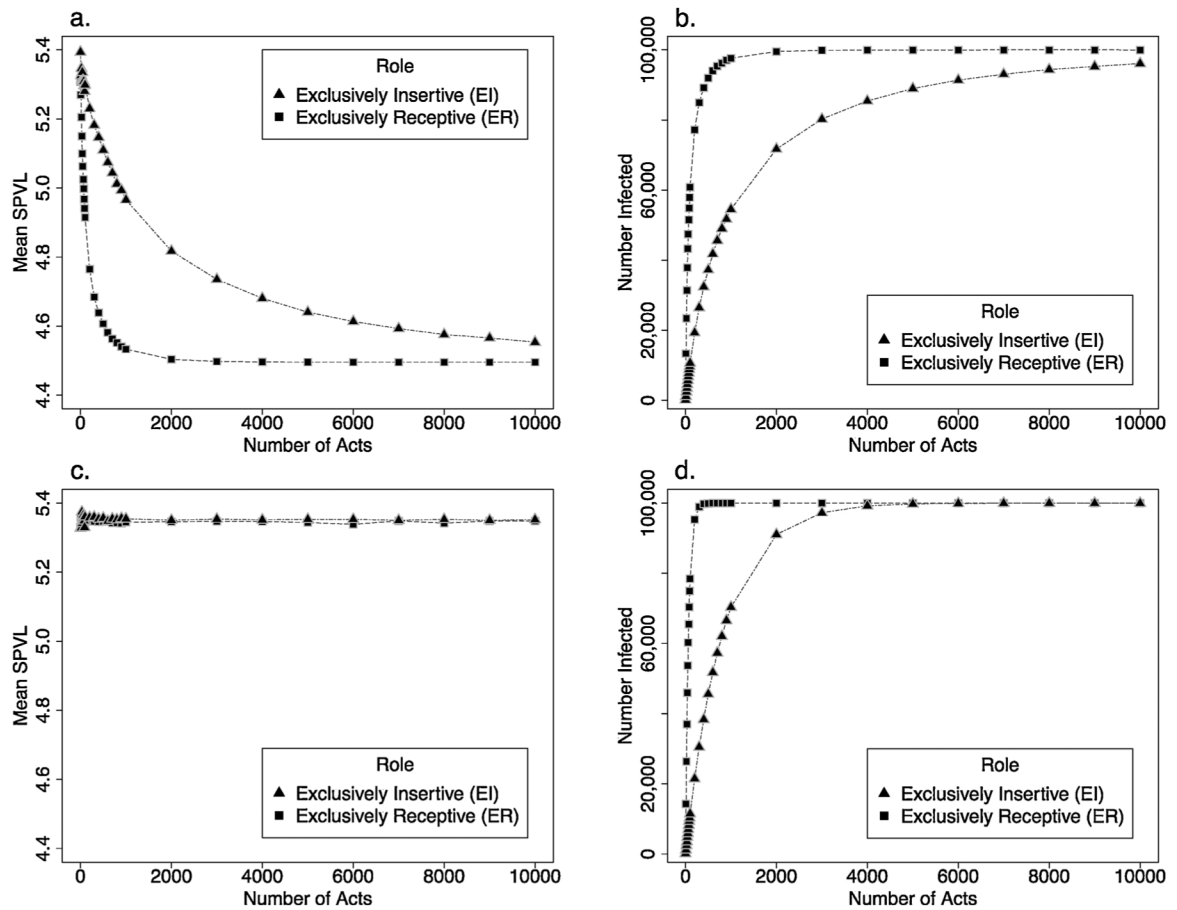 a.
5.4
5.2
5.0
4.8
4.6
4.4
Mean SPVL
Role
Exclusively Insertive (EI)
Exclusively Receptive (ER)
0 2000 4000 6000 8000 10000
Number of Acts
b.
100,000
60,000
20,000
0
Number Infected
Role
Exclusively Insertive (EI)
Exclusively Receptive (ER)
0 2000 4000 6000 8000 10000
Number of Acts
c.
5.4
5.2
5.0
4.8
4.6
4.4
Mean SPVL
Role
Exclusively Insertive (EI)
Exclusively Receptive (ER)
0 2000 4000 6000 8000 10000
Number of Acts
d.
100,000
60,000
20,000
0
Number Infected
Role
Exclusively Insertive (EI)
Exclusively Receptive (ER)
0 2000 4000 6000 8000 10000
Number of Acts